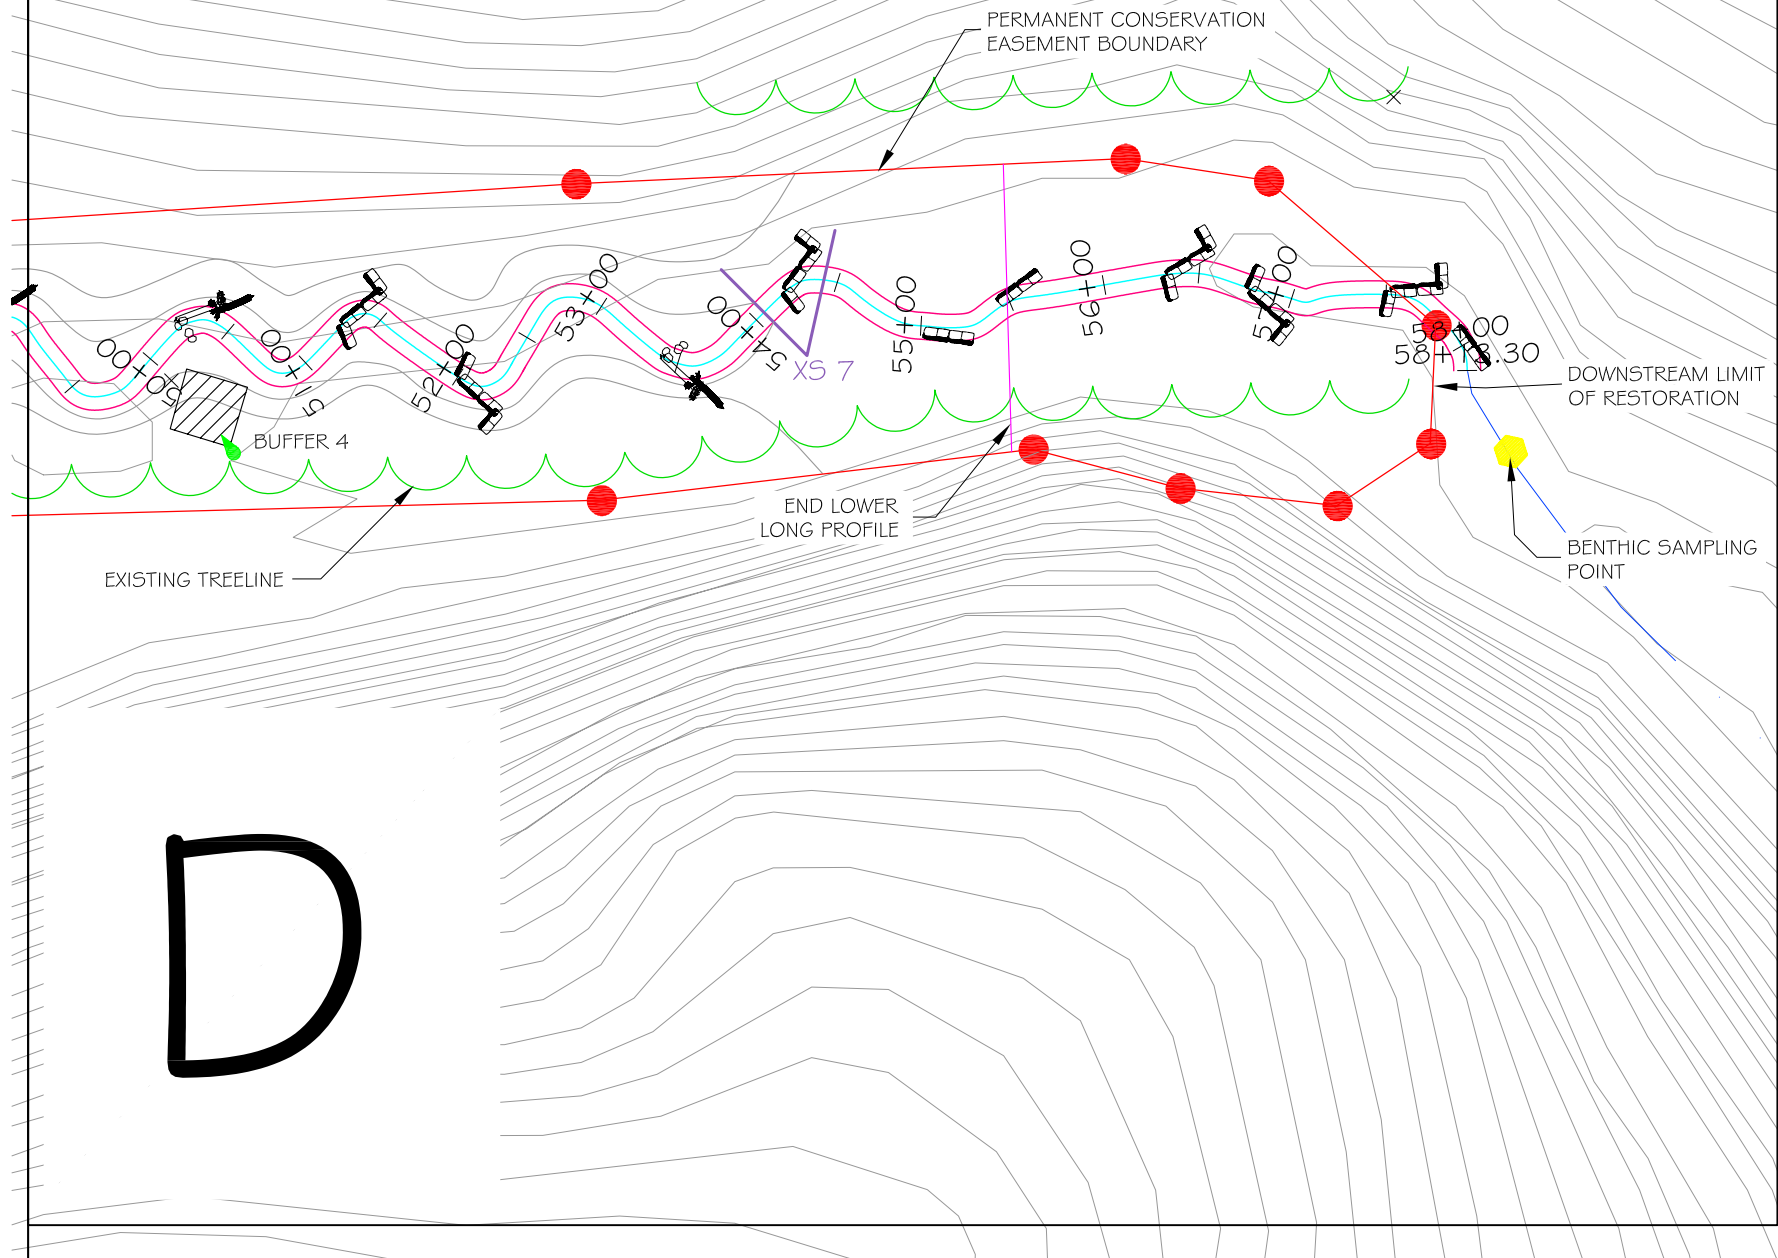 PERMANENT CONSERVATION
EASEMENT BOUNDARY
50+00
51+00
52+00
53+00
54+00
XS 7
55+00
56+00
57+00
58+00
58+13.30
DOWNSTREAM LIMIT
OF RESTORATION
BUFFER 4
END LOWER
LONG PROFILE
BENTHIC SAMPLING
POINT
EXISTING TREELINE
D